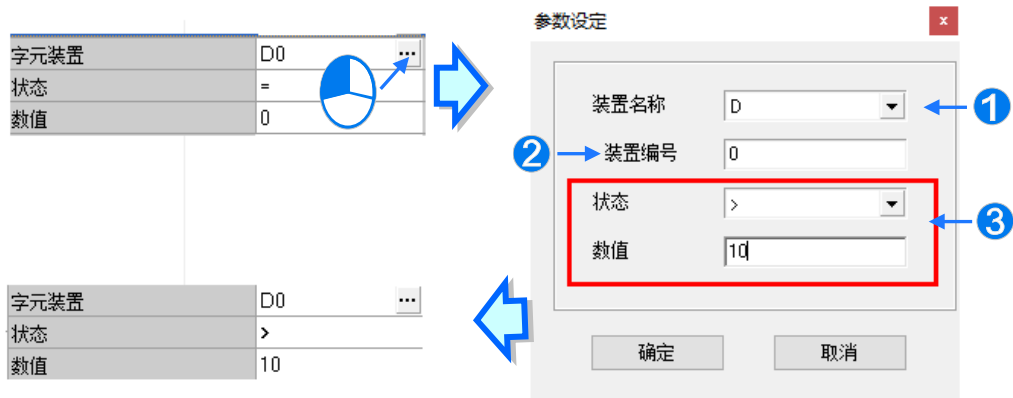 字元装置 D0 ...
状态 =
数值 0
参数设定 x
装置名称 D
1
2
装置编号 0
状态 >
3
数值 10
确定 取消
字元装置 D0 ...
状态 >
数值 10